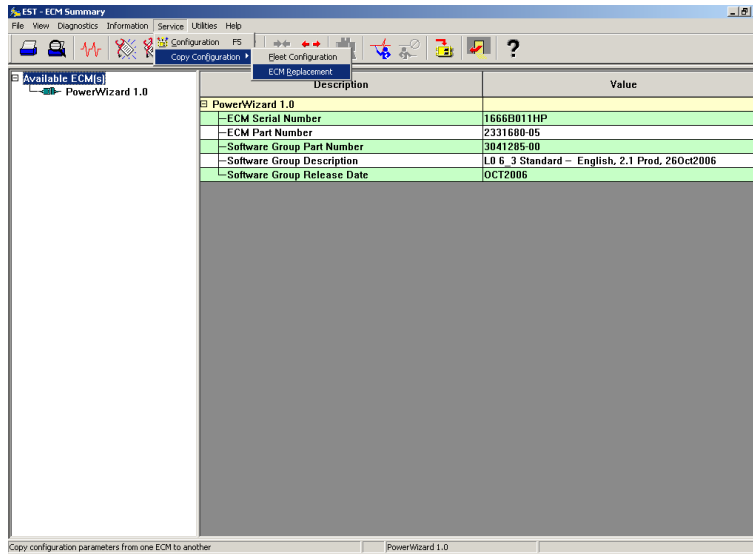 EST - ECM Summary
File View Diagnostics Information Service Utilities Help
Configuration F5
Copy Configuration
Fleet Configuration
ECM Replacement
?
Available ECM(s)
PowerWizard 1.0
Description Value
PowerWizard 1.0
ECM Serial Number 1666B011HP
ECM Part Number 2331680-05
Software Group Part Number 3041285-00
Software Group Description L0 6_3 Standard – English, 2.1 Prod, 26Oct2006
Software Group Release Date OCT2006
Copy configuration parameters from one ECM to another PowerWizard 1.0